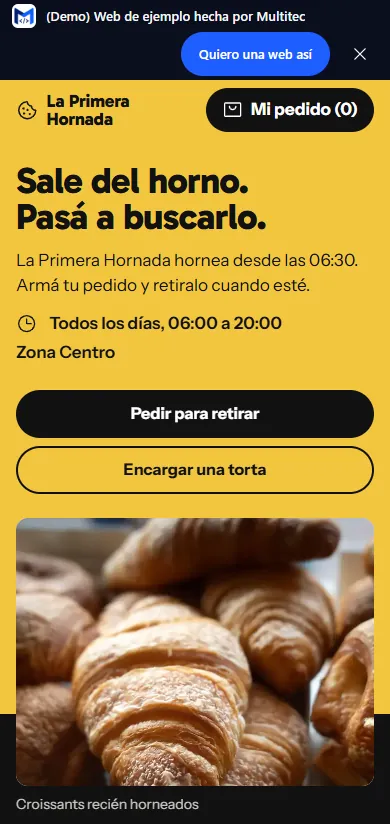 (Demo) Web de ejemplo hecha por Multitec
Quiero una web así
La Primera
Hornada
Mi pedido (0)
Sale del horno.
Pasá a buscarlo.
La Primera Hornada hornea desde las 06:30.
Armá tu pedido y retiralo cuando esté.
Todos los días, 06:00 a 20:00
Zona Centro
Pedir para retirar
Encargar una torta
Croissants recién horneados